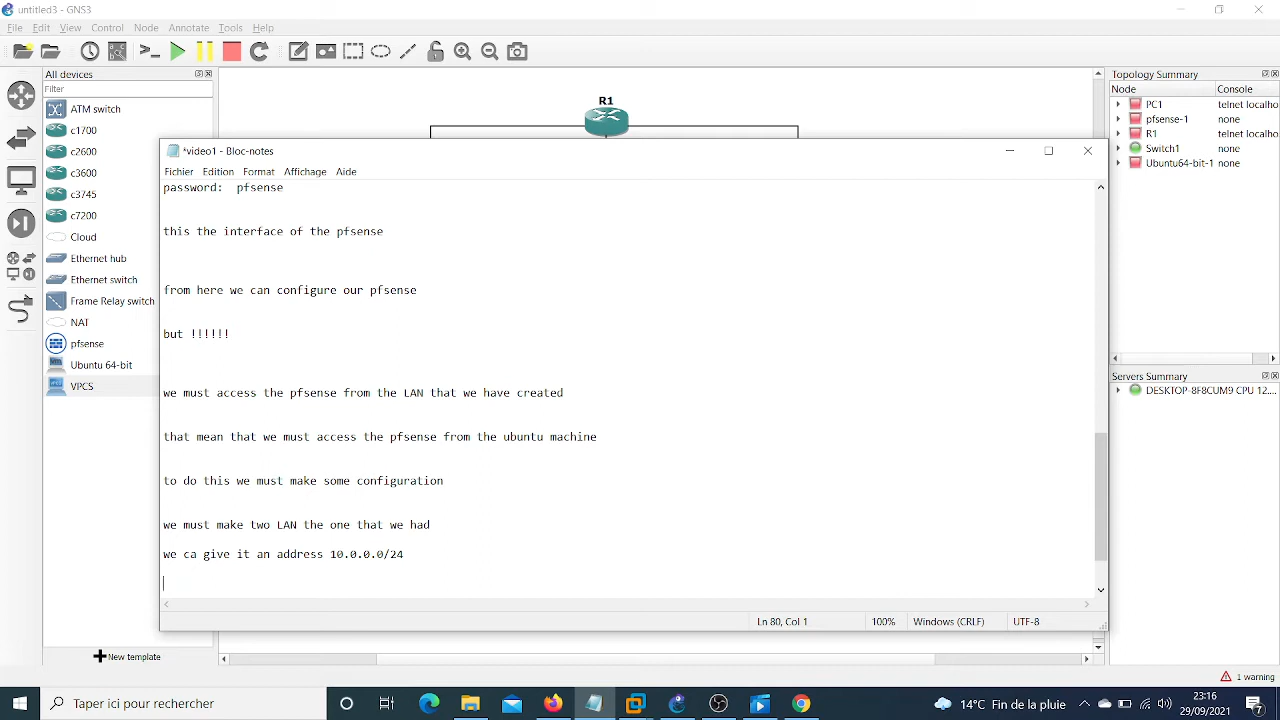 untitled3 - GNS3
File Edit View Control Node Annotate Tools Help
All devices
Filter
ATM switch
c1700
c2600
c3600
c3745
c7200
Cloud
Ethernet hub
Ethernet switch
Frame Relay switch
NAT
pfsense
Ubuntu 64-bit
VPCS
New template
R1
*video1 - Bloc-notes
Fichier Edition Format Affichage Aide
password: pfsense
this the interface of the pfsense
from here we can configure our pfsense
but !!!!!!
we must access the pfsense from the LAN that we have created
that mean that we must access the pfsense from the ubuntu machine
to do this we must make some configuration
we must make two LAN the one that we had
we ca give it an address 10.0.0.0/24
Ln 80, Col 1 100% Windows (CRLF) UTF-8
Topology Summary
Node Console
PC1 telnet localho
pfsense-1 none
R1 telnet localho
Switch1 none
Ubuntu64-bit-1 none
Servers Summary
DESKTOP-8F8CUM9 CPU 12....
1 warning
Taper ici pour rechercher
14°C Fin de la pluie
23:16
29/09/2021